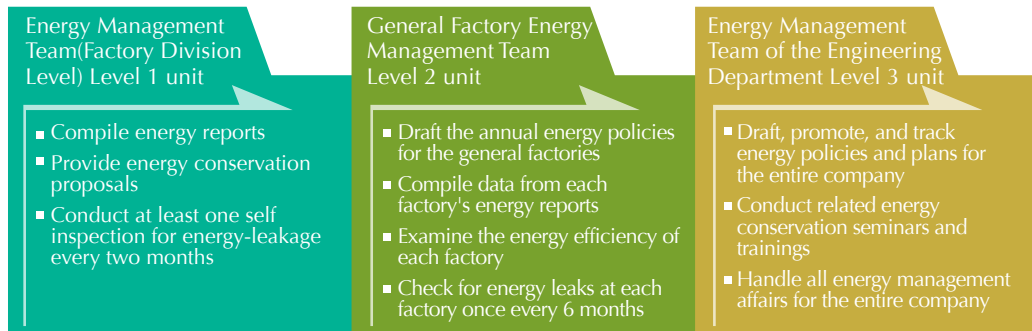 Energy Management
Team(Factory Division
Level) Level 1 unit
▪ Compile energy reports
▪ Provide energy conservation
proposals
▪ Conduct at least one self
inspection for energy-leakage
every two months
General Factory Energy
Management Team
Level 2 unit
▪ Draft the annual energy policies
for the general factories
▪ Compile data from each
factory's energy reports
▪ Examine the energy efficiency of
each factory
▪ Check for energy leaks at each
factory once every 6 months
Energy Management
Team of the Engineering
Department Level 3 unit
▪ Draft, promote, and track
energy policies and plans for
the entire company
▪ Conduct related energy
conservation seminars and
trainings
▪ Handle all energy management
affairs for the entire company